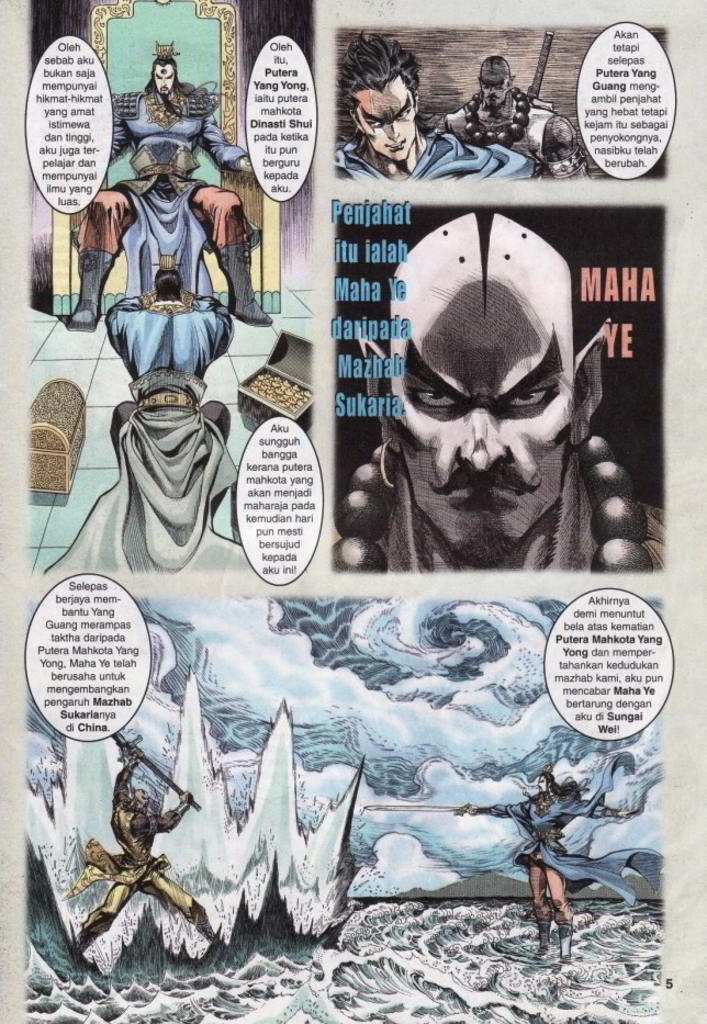 Oleh
sebab aku
bukan saja
mempunyai
hikmat-hikmat
yang amat
istimewa
dan tinggi,
aku juga ter-
pelajar dan
mempunyai
ilmu yang
luas.
Oleh
itu,
Putera
Yang Yong,
iaitu putera
mahkota
Dinasti Shui
pada ketika
itu pun
berguru
kepada
aku.
Aku
sungguh
bangga
kerana putera
mahkota yang
akan menjadi
maharaja pada
kemudian hari
pun mesti
bersujud
kepada
aku ini!
Akan
tetapi
selepas
Putera Yang
Guang meng-
ambil penjahat
yang hebat tetapi
kejam itu sebagai
penyokongnya,
nasibku telah
berubah.
Penjahat
itu ialah
Maha Ye
daripada
Mazhab
Sukaria.
MAHA
YE
Selepas
berjaya mem-
bantu Yang
Guang merampas
taktha daripada
Putera Mahkota Yang
Yong, Maha Ye telah
berusaha untuk
mengembangkan
pengaruh Mazhab
Sukarianya
di China.
Akhirnya
demi menuntut
bela atas kematian
Putera Mahkota Yang
Yong dan memper-
tahankan kedudukan
mazhab kami, aku pun
mencabar Maha Ye
bertarung dengan
aku di Sungai
Wei!
5